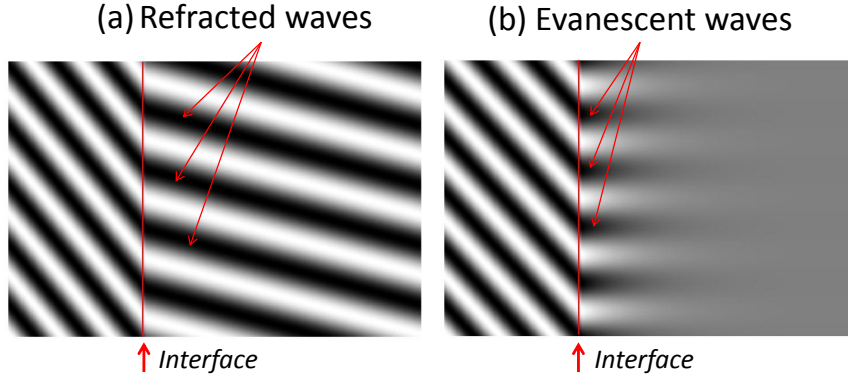 (a) Refracted waves
(b) Evanescent waves
Interface
Interface